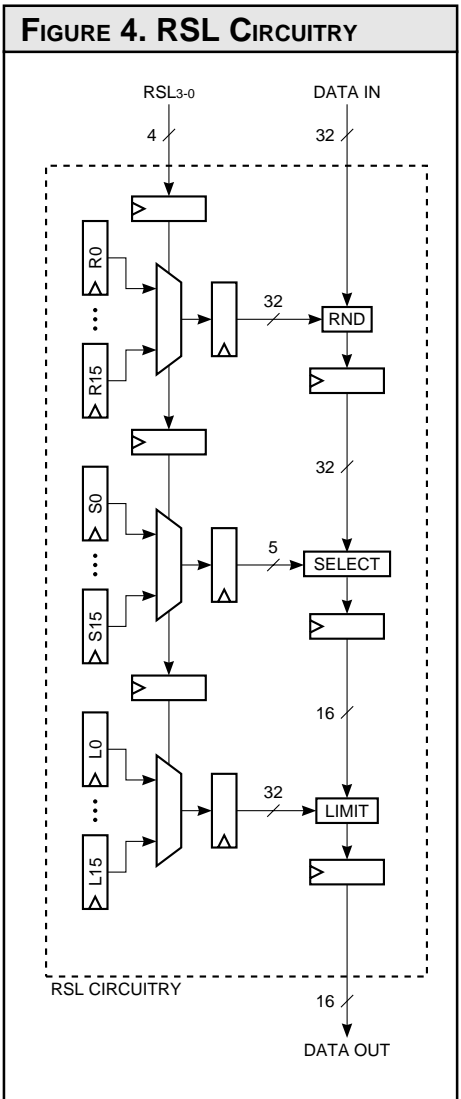 FIGURE 4. RSL CIRCUITRY
RSL3-0
DATA IN
4
32
R0
R15
32
RND
32
S0
S15
5
SELECT
16
L0
L15
32
LIMIT
RSL CIRCUITRY
16
DATA OUT